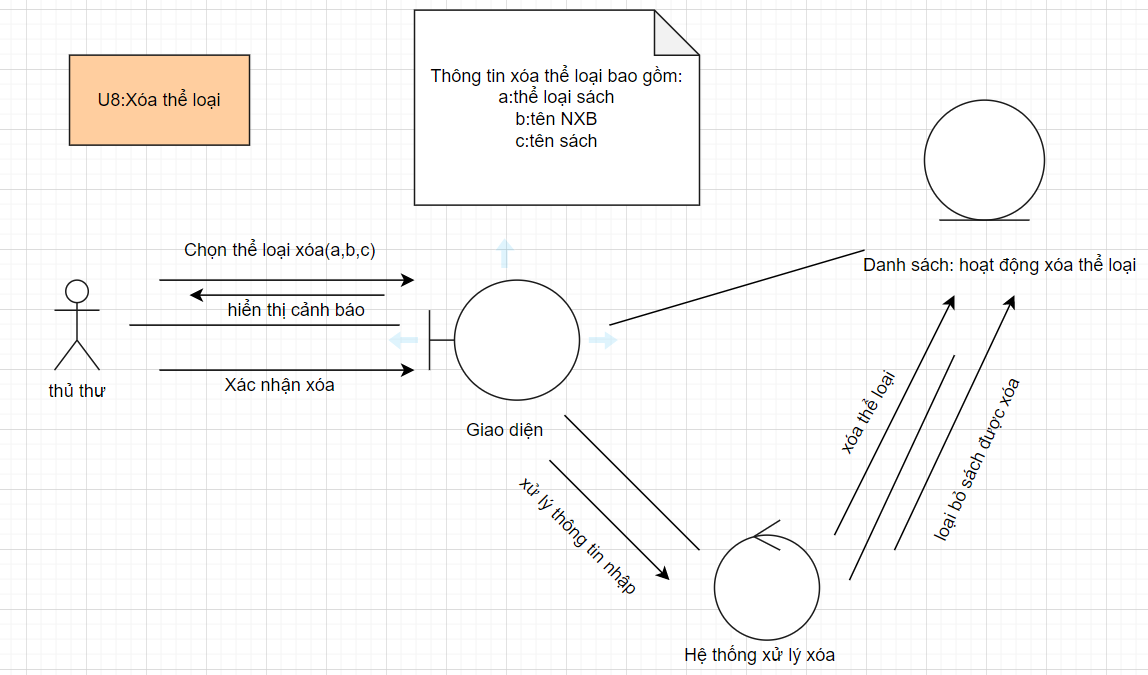 U8:Xóa thể loại
Thông tin xóa thể loại bao gồm:
a:thể loại sách
b:tên NXB
c:tên sách
Chọn thể loại xóa(a,b,c)
hiển thị cảnh báo
Xác nhận xóa
thủ thư
Giao diện
Danh sách: hoạt động xóa thể loại
xóa thể loại
loại bỏ sách được xóa
xử lý thông tin nhập
Hệ thống xử lý xóa